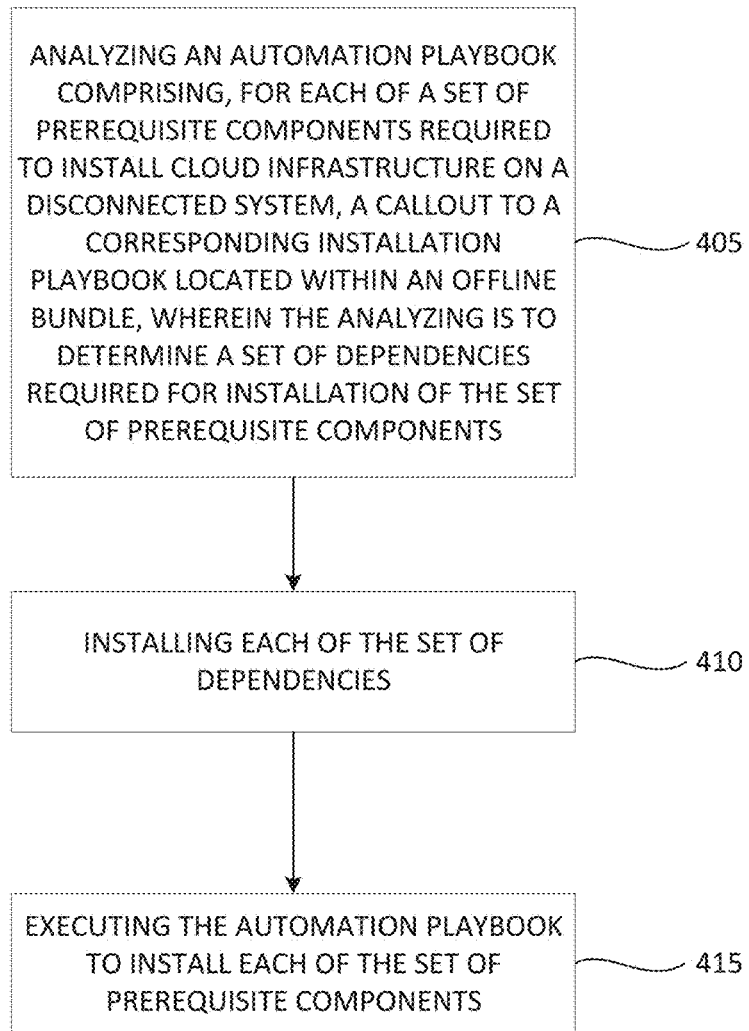 ANALYZING AN AUTOMATION PLAYBOOK
COMPRISING, FOR EACH OF A SET OF
PREREQUISITE COMPONENTS REQUIRED
TO INSTALL CLOUD INFRASTRUCTURE ON A
DISCONNECTED SYSTEM, A CALLOUT TO A
CORRESPONDING INSTALLATION
PLAYBOOK LOCATED WITHIN AN OFFLINE
BUNDLE, WHEREIN THE ANALYZING IS TO
DETERMINE A SET OF DEPENDENCIES
REQUIRED FOR INSTALLATION OF THE SET
OF PREREQUISITE COMPONENTS
405
INSTALLING EACH OF THE SET OF
DEPENDENCIES
410
EXECUTING THE AUTOMATION PLAYBOOK
TO INSTALL EACH OF THE SET OF
PREREQUISITE COMPONENTS
415